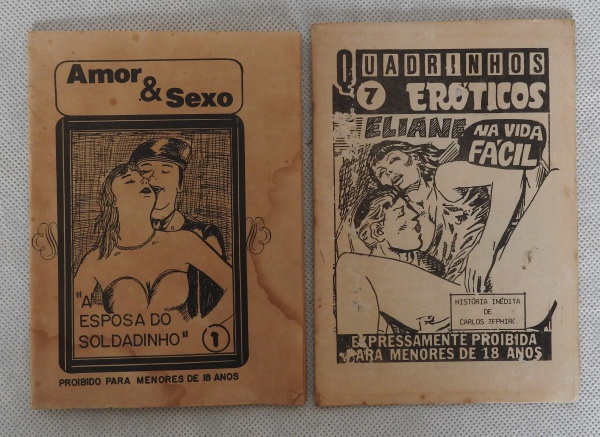 Amor
& Sexo
"A
ESPOSA DO
SOLDADINHO" 1
PROIBIDO PARA MENORES DE 18 ANOS
QUADRINHOS
7 ERÓTICOS
ELIANE NA VIDA
FÁCIL
HISTÓRIA INÉDITA
DE
CARLOS ZEPHIRO
EXPRESSAMENTE PROIBIDA
PARA MENORES DE 18 ANOS